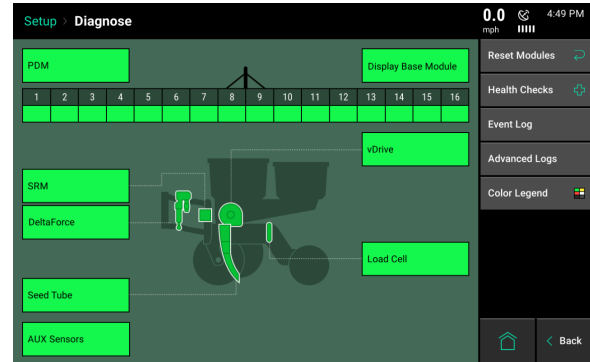 Setup > Diagnose
0.0
mph
4:49 PM
PDM
Display Base Module
1 2 3 4 5 6 7 8 9 10 11 12 13 14 15 16
vDrive
SRM
DeltaForce
Load Cell
Seed Tube
AUX Sensors
Reset Modules
Health Checks
Event Log
Advanced Logs
Color Legend
< Back